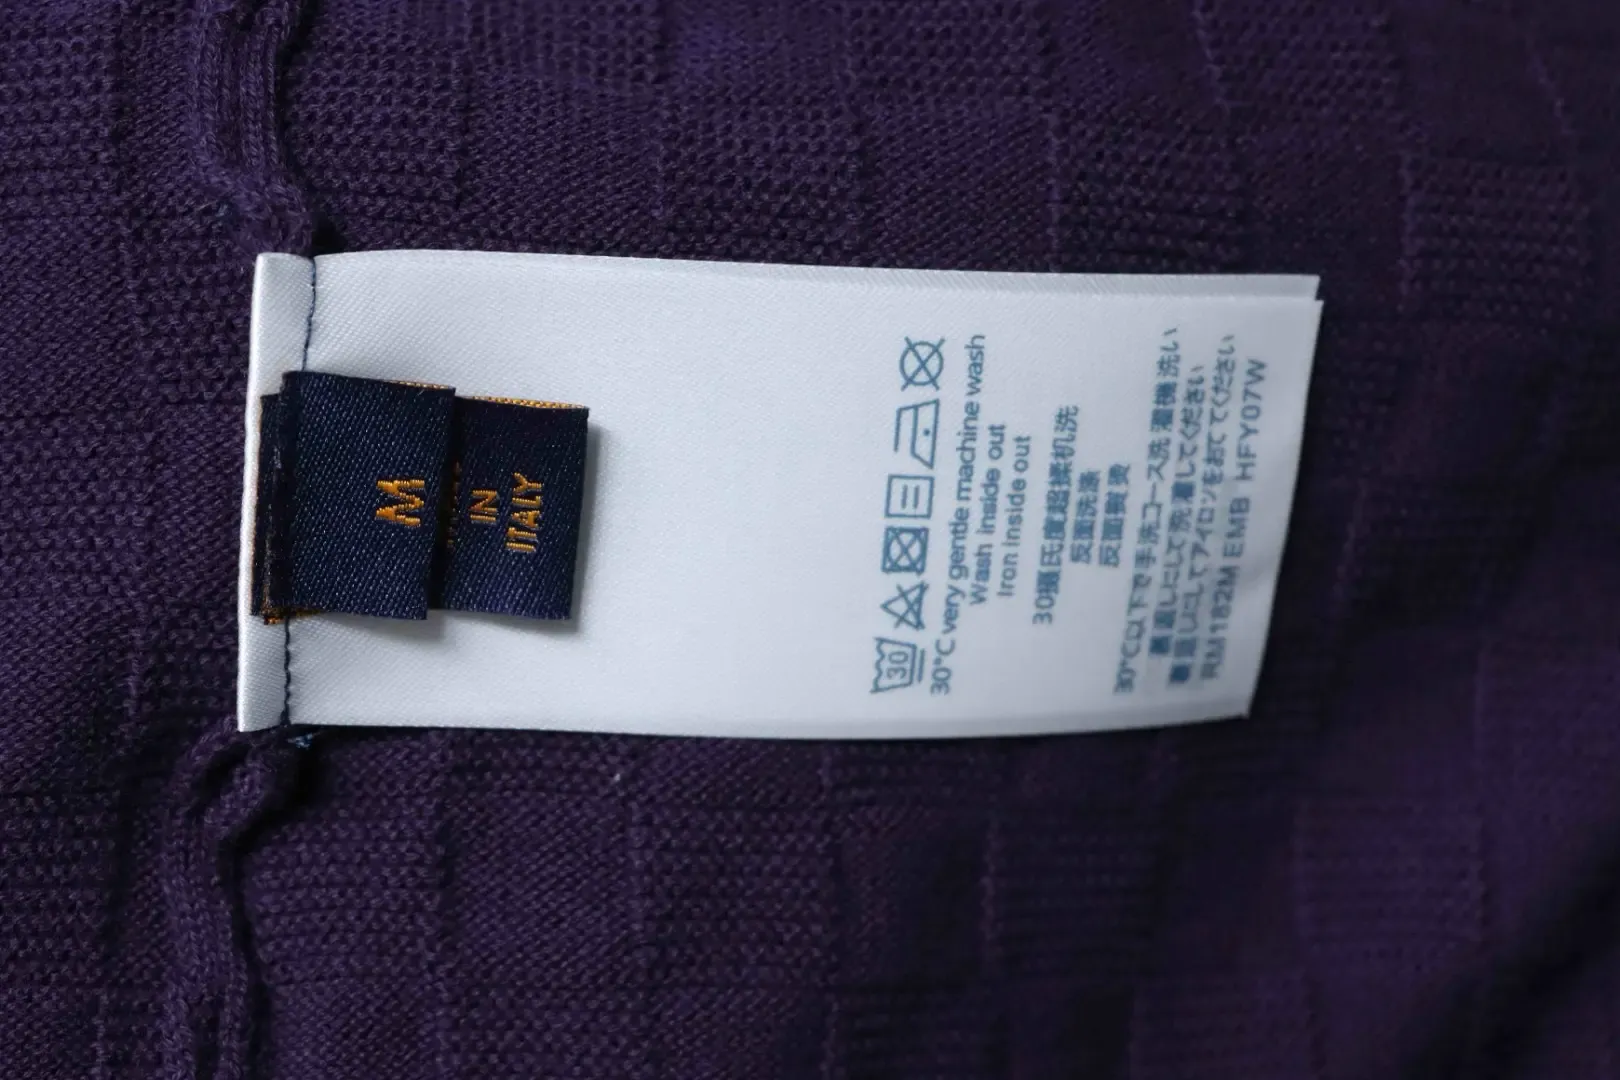 M
IN
ITALY
30
30°C very gentle machine wash
Wash inside out
Iron inside out
30摄氏度超柔机洗
反面洗涤
反面熨烫
30℃以下で手洗コース洗濯機洗い
裏返しにして洗濯してください
裏返しにしてアイロンをあててください
RM182M EMB HFY07W